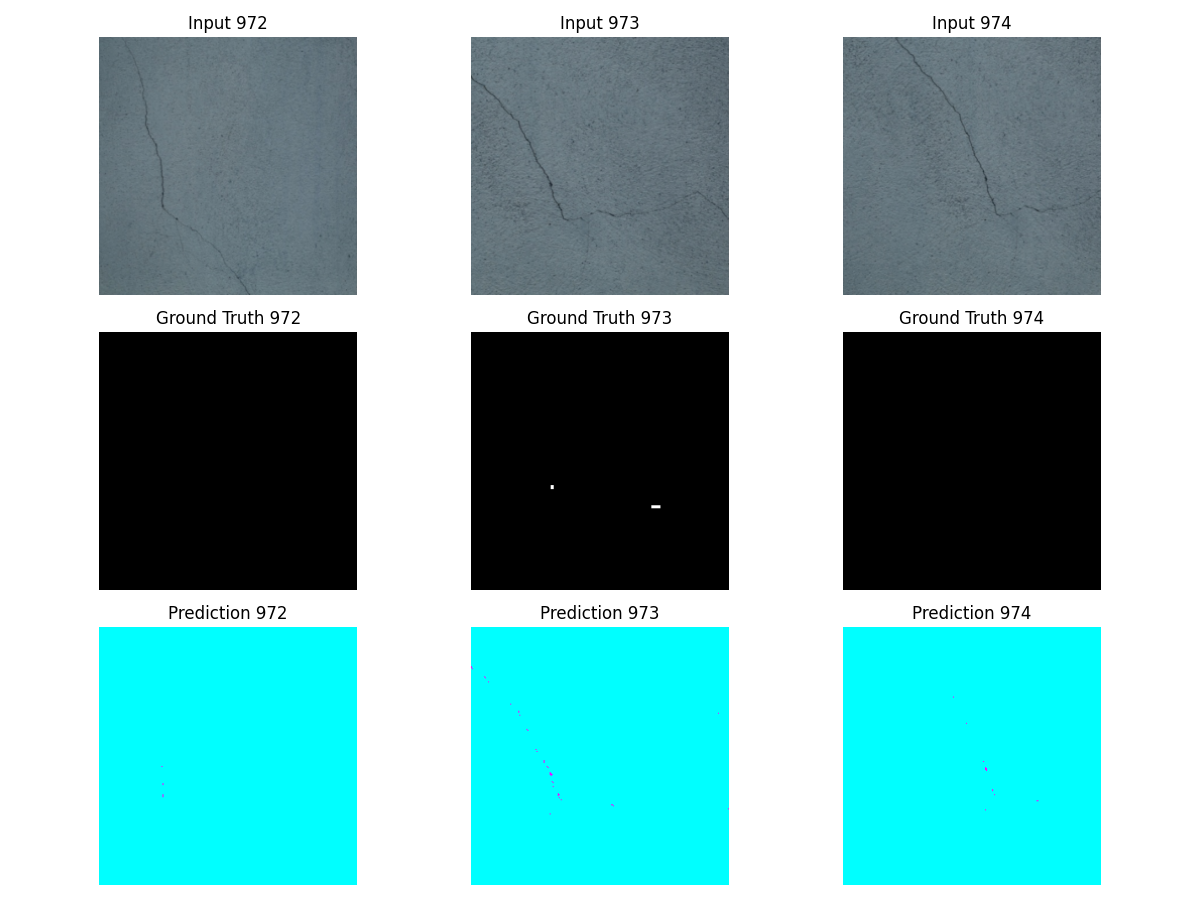 Input 972
Input 973
Input 974
Ground Truth 972
Ground Truth 973
Ground Truth 974
Prediction 972
Prediction 973
Prediction 974